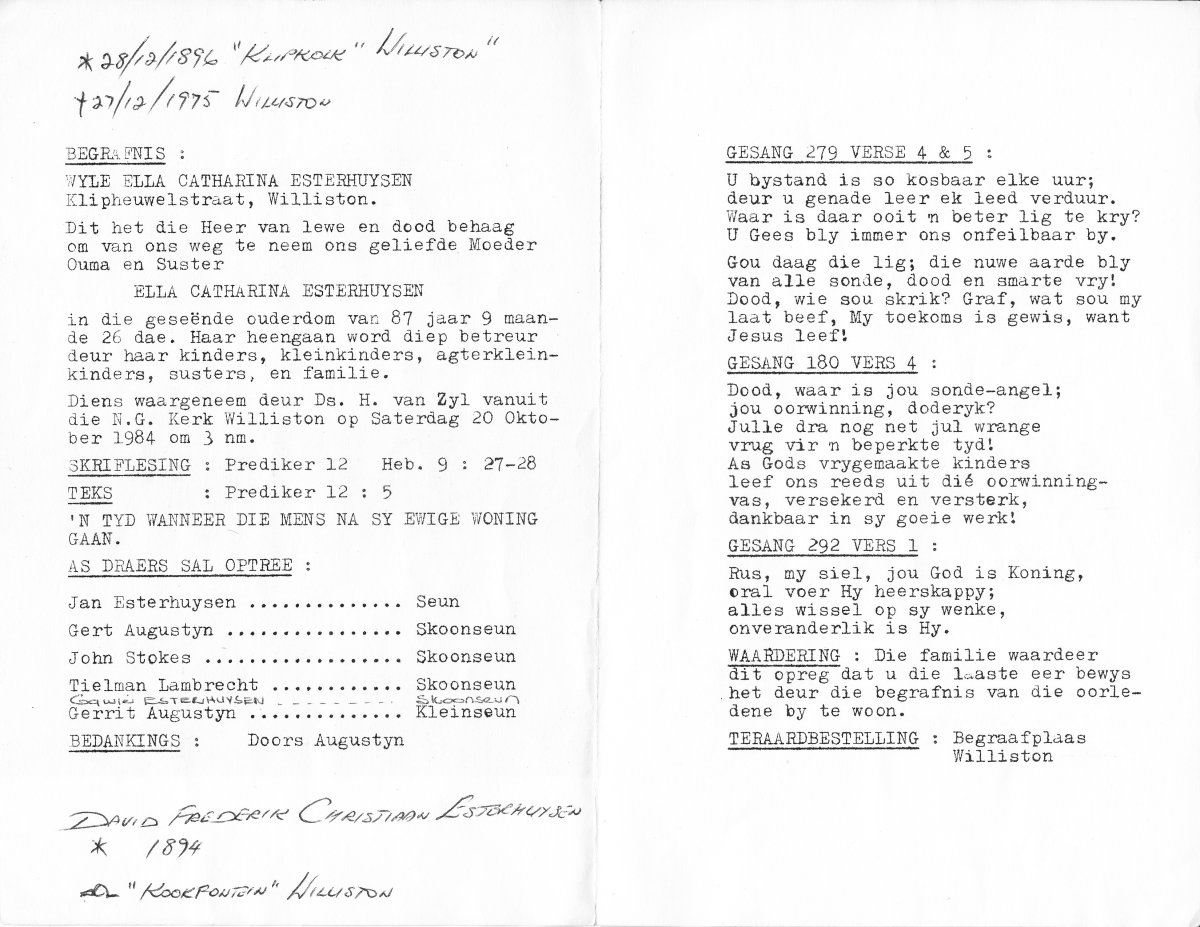 * 28/12/1896 "KLIPKOLK" WILLISTON"
†27/12/1975 WILLISTON
BEGRAFNIS :
WYLE ELLA CATHARINA ESTERHUYSEN
Klipheuwelstraat, Williston.
Dit het die Heer van lewe en dood behaag
om van ons weg te neem ons geliefde Moeder
Ouma en Suster
ELLA CATHARINA ESTERHUYSEN
in die geseënde ouderdom van 87 jaar 9 maan-
de 26 dae. Haar heengaan word diep betreur
deur haar kinders, kleinkinders, agterklein-
kinders, susters, en familie.
Diens waargeneem deur Ds. H. van Zyl vanuit
die N.G. Kerk Williston op Saterdag 20 Okto-
ber 1984 om 3 nm.
SKRIFLESING : Prediker 12 Heb. 9 : 27-28
TEKS : Prediker 12 : 5
'N TYD WANNEER DIE MENS NA SY EWIGE WONING
GAAN.
AS DRAERS SAL OPTREE :
Jan Esterhuysen .............. Seun
Gert Augustyn ................ Skoonseun
John Stokes .................. Skoonseun
Tielman Lambrecht ............ Skoonseun
ESTERHUYSEN - - - - - - - - Skoonseun
Gerrit Augustyn .............. Kleinseun
BEDANKINGS : Doors Augustyn
DAVID FREDERIK CHRISTIAAN ESTERHUYSEN
* 1894
"KOOKFONTEIN" WILLISTON
GESANG 279 VERSE 4 & 5 :
U bystand is so kosbaar elke uur;
deur u genade leer ek leed verduur.
Waar is daar ooit 'n beter lig te kry?
U Gees bly immer ons onfeilbaar by.
Gou daag die lig; die nuwe aarde bly
van alle sonde, dood en smarte vry!
Dood, wie sou skrik? Graf, wat sou my
laat beef, My toekoms is gewis, want
Jesus leef!
GESANG 180 VERS 4 :
Dood, waar is jou sonde-angel;
jou oorwinning, doderyk?
Julle dra nog net jul wrange
vrug vir 'n beperkte tyd!
As Gods vrygemaakte kinders
leef ons reeds uit dié oorwinning-
vas, versekerd en versterk,
dankbaar in sy goeie werk!
GESANG 292 VERS 1 :
Rus, my siel, jou God is Koning,
oral voer Hy heerskappy;
alles wissel op sy wenke,
onveranderlik is Hy.
WAARDERING : Die familie waardeer
dit opreg dat u die laaste eer bewys
het deur die begrafnis van die oorle-
dene by te woon.
TERAARDBESTELLING : Begraafplaas
Williston